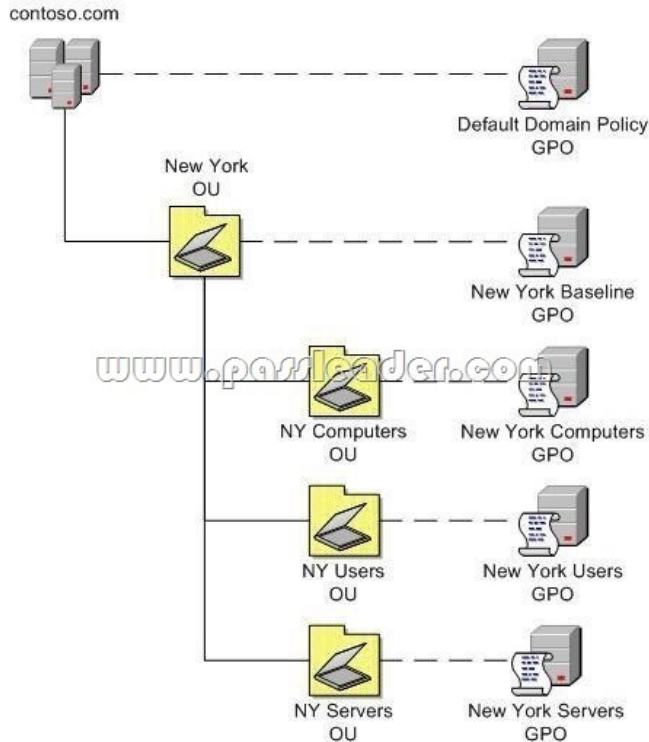 contoso.com
Default Domain Policy
GPO
New York
OU
New York Baseline
GPO
www.passleader.com
NY Computers
OU
New York Computers
GPO
NY Users
OU
New York Users
GPO
NY Servers
OU
New York Servers
GPO